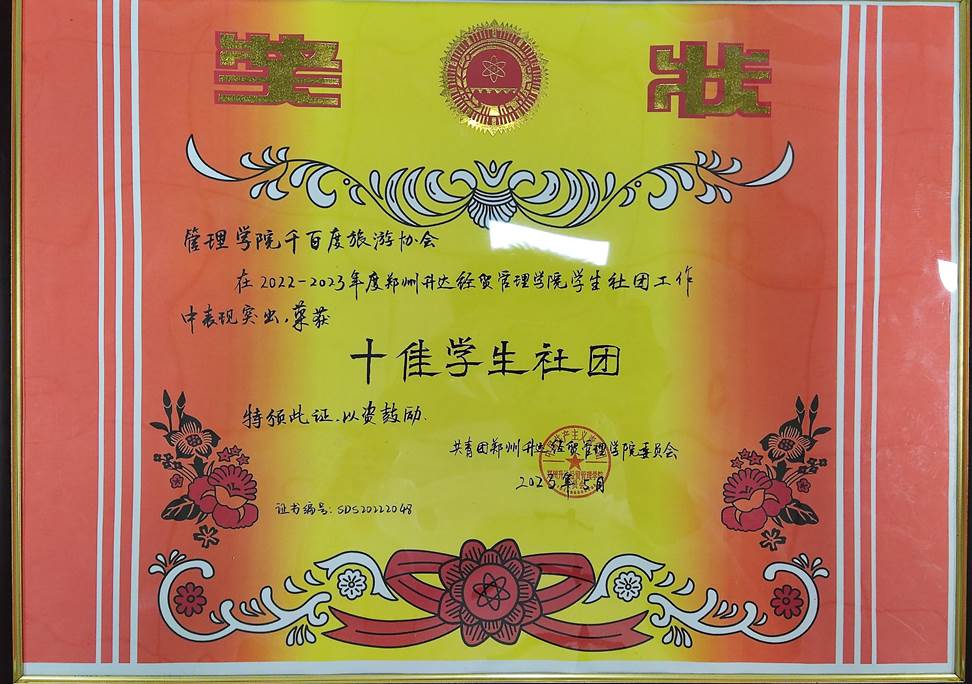 奖状
管理学院千百度旅游协会
在2022-2023年度郑州升达经贸管理学院学生社团工作
中表现突出，荣获
十佳学生社团
特颁此证，以资鼓励.
共青团郑州升达经贸管理学院委员会
2023年5月
证书编号: SDS20222048